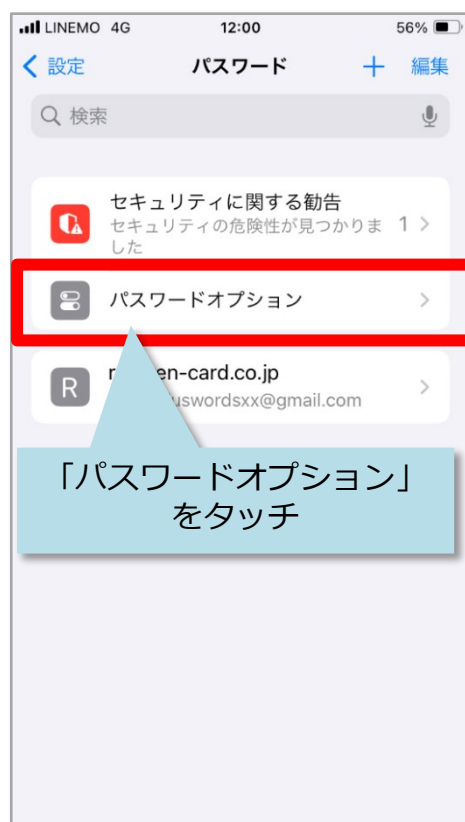 LINEMO 4G 12:00 56%
設定 パスワード 編集
検索
セキュリティに関する勧告
セキュリティの危険性が見つかりま 1
した
パスワードオプション
R en-card.co.jp
uswordsxx@gmail.com
「パスワードオプション」
をタッチ